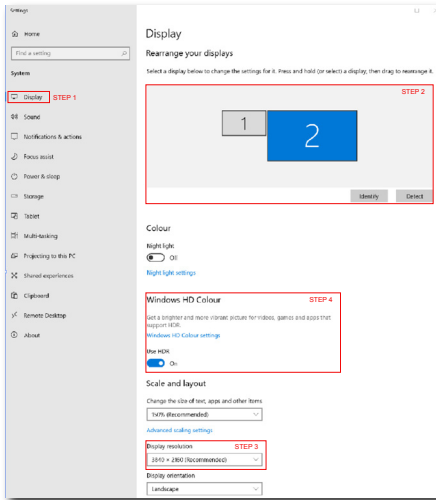 Settings
Home
Find a setting
System
Display
STEP 1
Sound
Notifications & actions
Focus assist
Power & sleep
Storage
Tablet
Multi-tasking
Projecting to this PC
Shared experiences
Clipboard
Remote Desktop
About
Display
Rearrange your displays
Select a display below to change the settings for it. Press and hold (or select) a display, then drag to rearrange it.
STEP 2
1
2
Identify
Detect
Colour
Night light
Off
Night light settings
Windows HD Colour
STEP 4
Get a brighter and more vibrant picture for videos, games and apps that
support HDR.
Windows HD Colour settings
Use HDR
On
Scale and layout
Change the size of text, apps and other items
150% (Recommended)
Advanced scaling settings
Display resolution
STEP 3
3840 × 2160 (Recommended)
Display orientation
Landscape